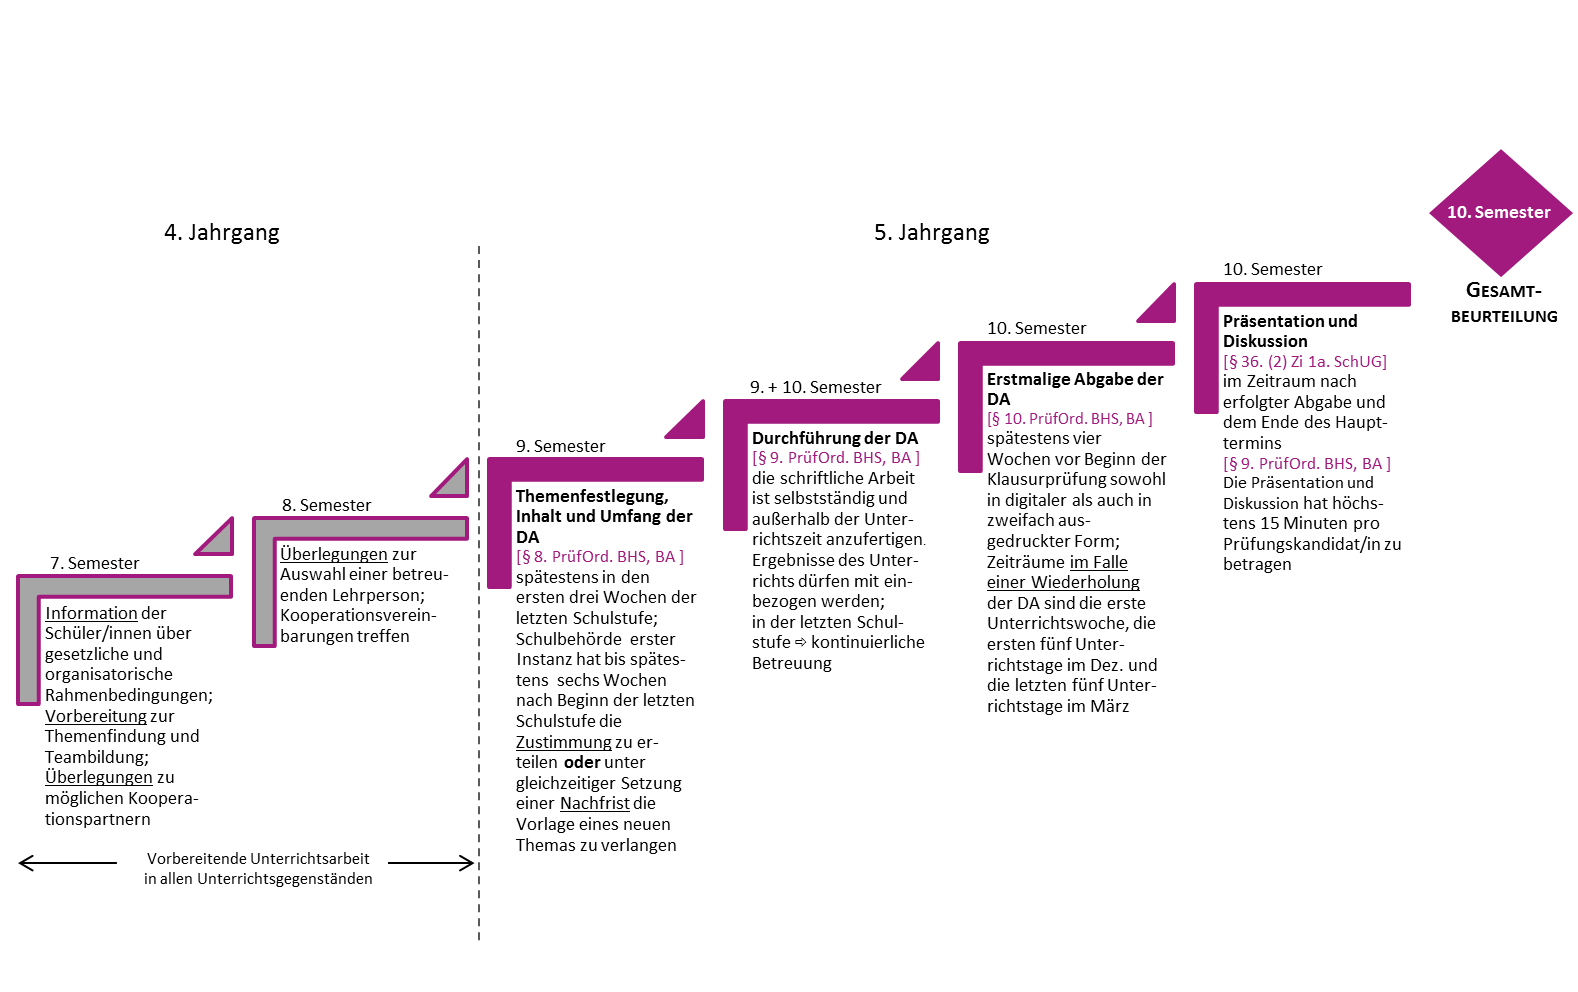 4. Jahrgang
5. Jahrgang
7. Semester
Information der
Schüler/innen über
gesetzliche und
organisatorische
Rahmenbedingungen;
Vorbereitung zur
Themenfindung und
Teambildung;
Überlegungen zu
möglichen Koopera-
tionspartnern
8. Semester
Überlegungen zur
Auswahl einer betreu-
enden Lehrperson;
Kooperationsverein-
barungen treffen
Vorbereitende Unterrichtsarbeit
in allen Unterrichtsgegenständen
9. Semester
Themenfestlegung,
Inhalt und Umfang der
DA
[§ 8. PrüfOrd. BHS, BA ]
spätestens in den
ersten drei Wochen der
letzten Schulstufe;
Schulbehörde erster
Instanz hat bis spätes-
tens sechs Wochen
nach Beginn der letzten
Schulstufe die
Zustimmung zu er-
teilen oder unter
gleichzeitiger Setzung
einer Nachfrist die
Vorlage eines neuen
Themas zu verlangen
9. + 10. Semester
Durchführung der DA
[§ 9. PrüfOrd. BHS, BA ]
die schriftliche Arbeit
ist selbstständig und
außerhalb der Unter-
richtszeit anzufertigen.
Ergebnisse des Unter-
richts dürfen mit ein-
bezogen werden;
in der letzten Schul-
stufe ⇨ kontinuierliche
Betreuung
10. Semester
Erstmalige Abgabe der
DA
[§ 10. PrüfOrd. BHS, BA ]
spätestens vier
Wochen vor Beginn der
Klausurprüfung sowohl
in digitaler als auch in
zweifach aus-
gedruckter Form;
Zeiträume im Falle
einer Wiederholung
der DA sind die erste
Unterrichtswoche, die
ersten fünf Unter-
richtstage im Dez. und
die letzten fünf Unter-
richtstage im März
10. Semester
Präsentation und
Diskussion
[§ 36. (2) Zi 1a. SchUG]
im Zeitraum nach
erfolgter Abgabe und
dem Ende des Haupt-
termins
[§ 9. PrüfOrd. BHS, BA ]
Die Präsentation und
Diskussion hat höchs-
tens 15 Minuten pro
Prüfungskandidat/in zu
betragen
10. Semester
GESAMT-
BEURTEILUNG